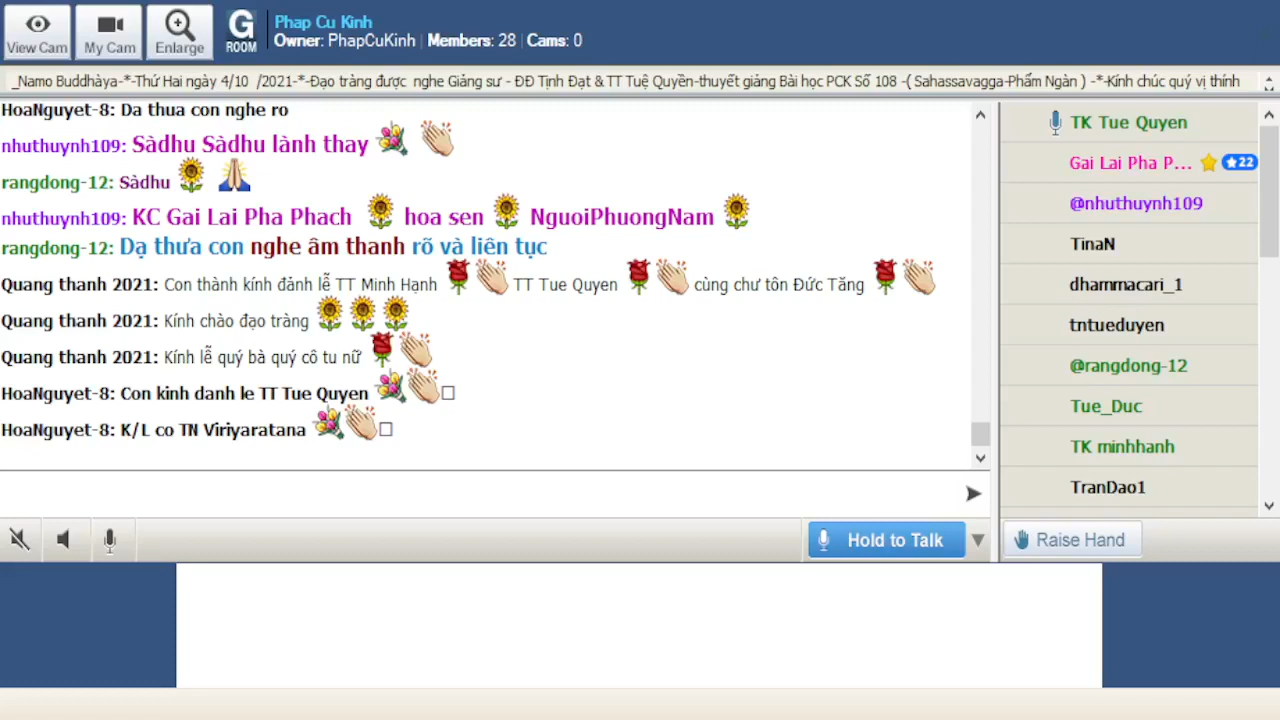 View Cam
My Cam
Enlarge
G ROOM
Phap Cu Kinh
Owner: PhapCuKinh | Members: 28 | Cams: 0
_Namo Buddhàya-*-Thứ Hai ngày 4/10 /2021-*-Đạo tràng được nghe Giảng sư - ĐĐ Tịnh Đạt & TT Tuệ Quyền-thuyết giảng Bài học PCK Số 108 -( Sahassavagga-Phẩm Ngàn ) -*-Kính chúc quý vị thính
HoaNguyet-8: Da thua con nghe ro
nhuthuynh109: Sàdhu Sàdhu lành thay
rangdong-12: Sàdhu
nhuthuynh109: KC Gai Lai Pha Phach hoa sen NguoiPhuongNam
rangdong-12: Dạ thưa con nghe âm thanh rõ và liên tục
Quang thanh 2021: Con thành kính đảnh lễ TT Minh Hạnh TT Tue Quyen cùng chư tôn Đức Tăng
Quang thanh 2021: Kính chào đạo tràng
Quang thanh 2021: Kính lễ quý bà quý cô tu nữ
HoaNguyet-8: Con kinh danh le TT Tue Quyen
HoaNguyet-8: K/L co TN Viriyaratana
TK Tue Quyen
Gai Lai Pha P... 22
@nhuthuynh109
TinaN
dhammacari_1
tntueduyen
@rangdong-12
Tue_Duc
TK minhhanh
TranDao1
Hold to Talk
Raise Hand